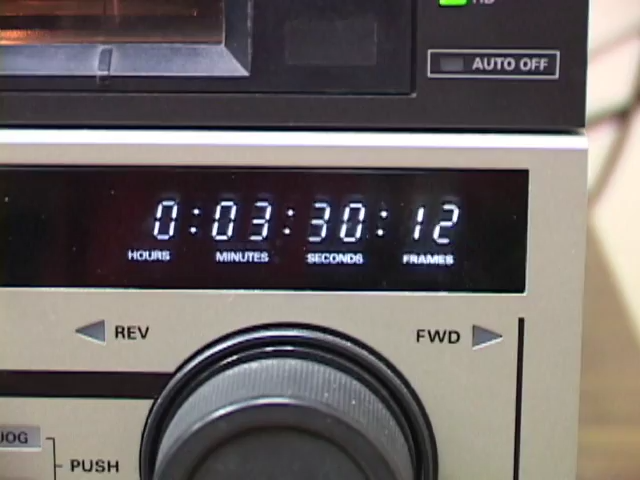 AUTO OFF
0:03:30:12
HOURS MINUTES SECONDS FRAMES
REV FWD
JOG
PUSH